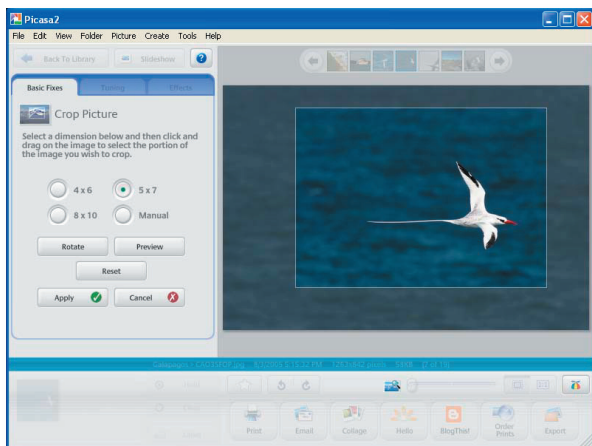 Picasa2
File Edit View Folder Picture Create Tools Help
Back To Library Slideshow ?
Basic Fixes Tuning Effects
Crop Picture
Select a dimension below and then click and
drag on the image to select the portion of
the image you wish to crop.
4 x 6 5 x 7
8 x 10 Manual
Rotate Preview
Reset
Apply Cancel
Print Email Collage Hello BlogThis! Order Prints Export